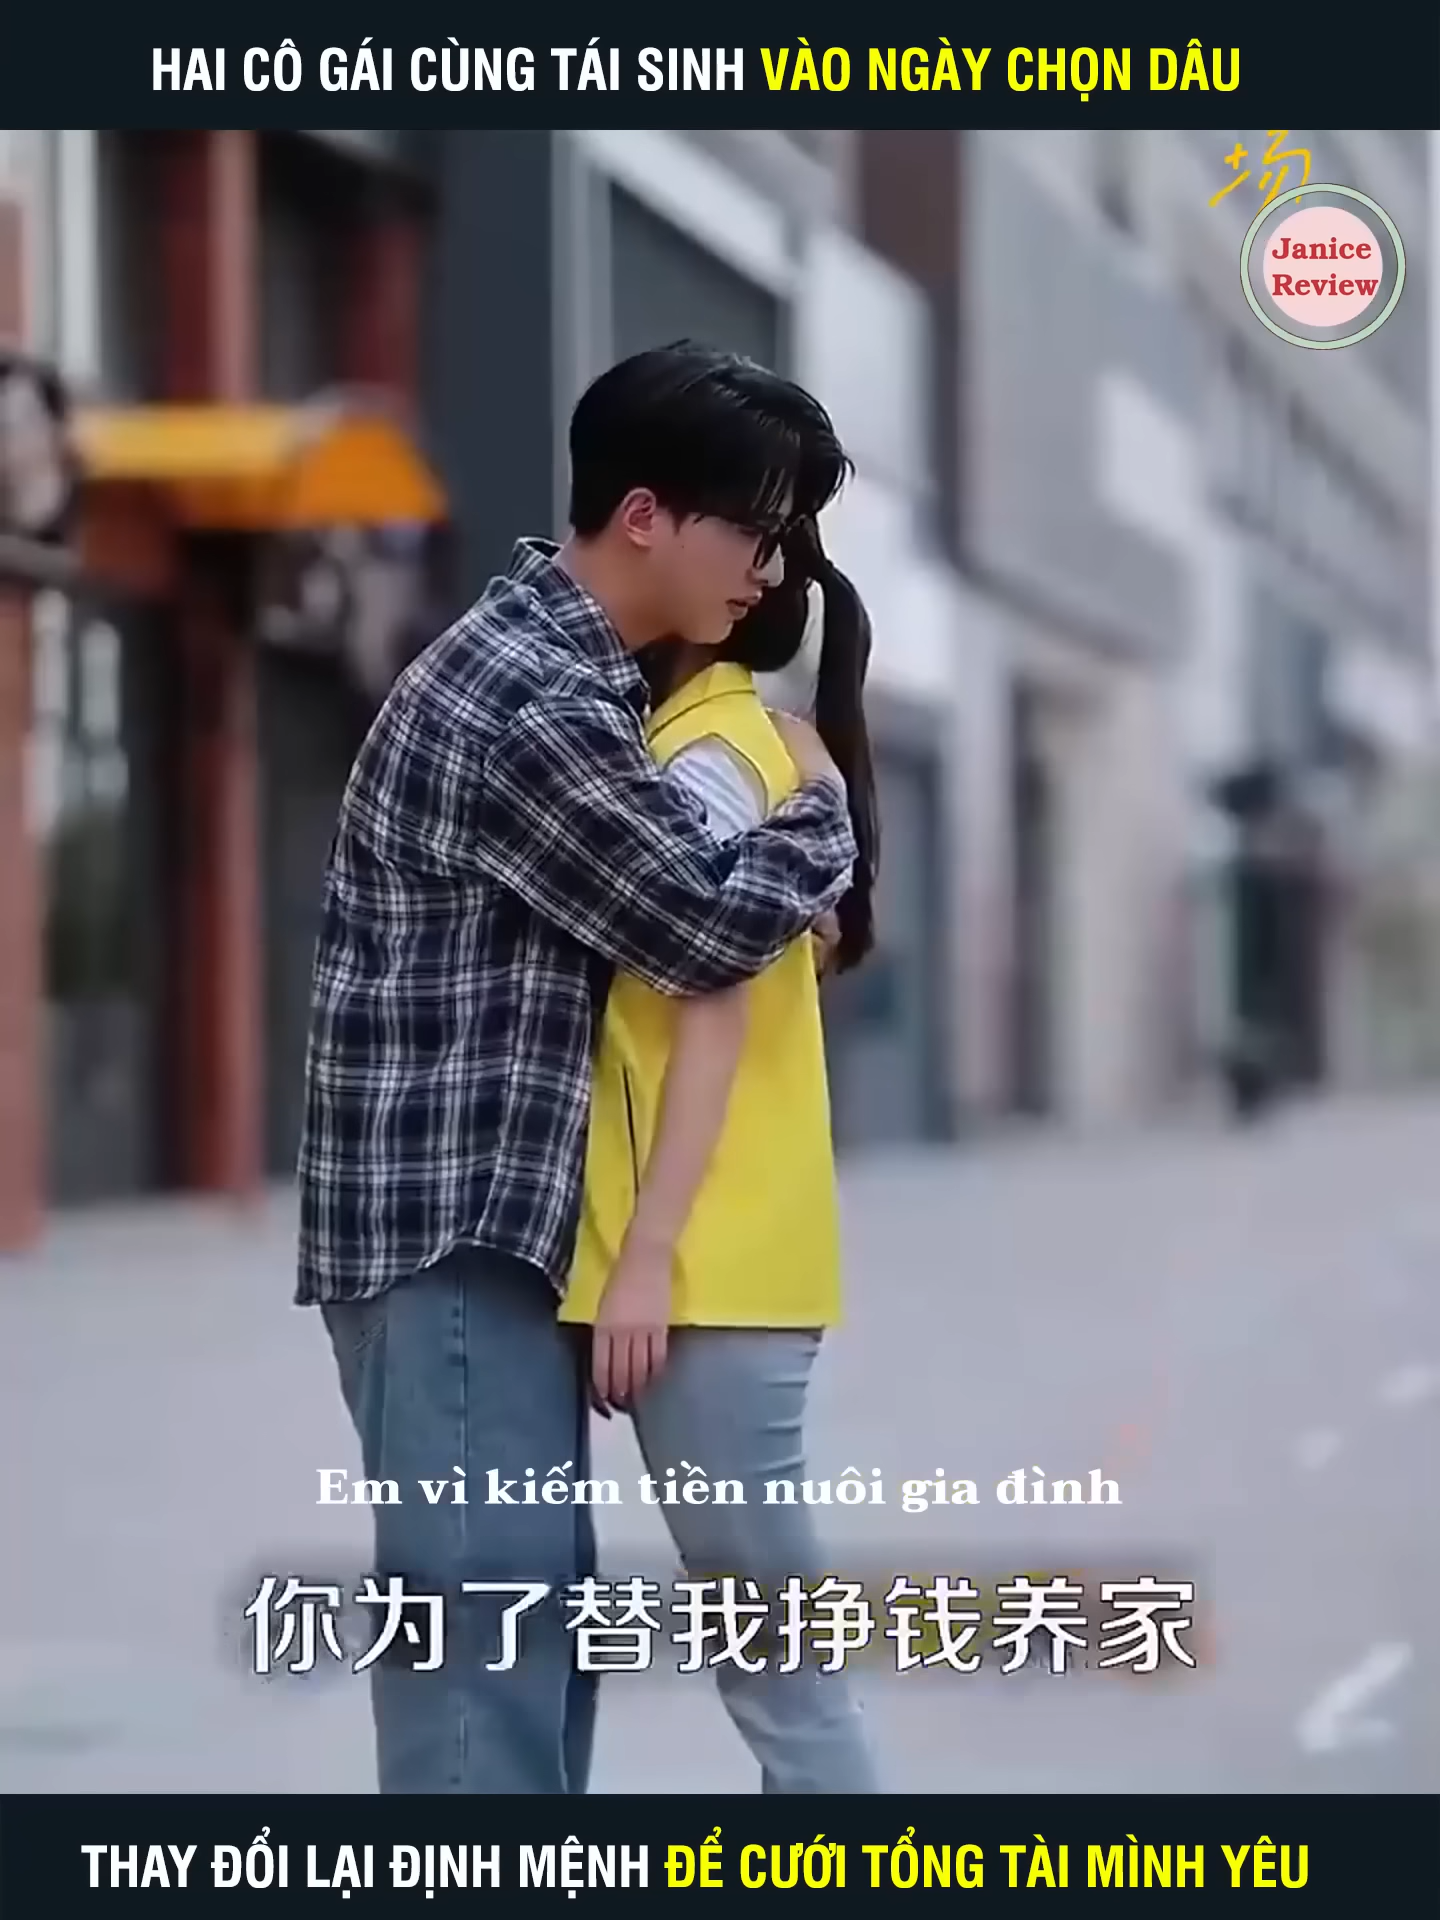 HAI CÔ GÁI CÙNG TÁI SINH VÀO NGÀY CHỌN DÂU
场
Janice
Review
Em vì kiếm tiền nuôi gia đình
你为了替我挣钱养家
THAY ĐỔI LẠI ĐỊNH MỆNH ĐỂ CƯỚI TỔNG TÀI MÌNH YÊU